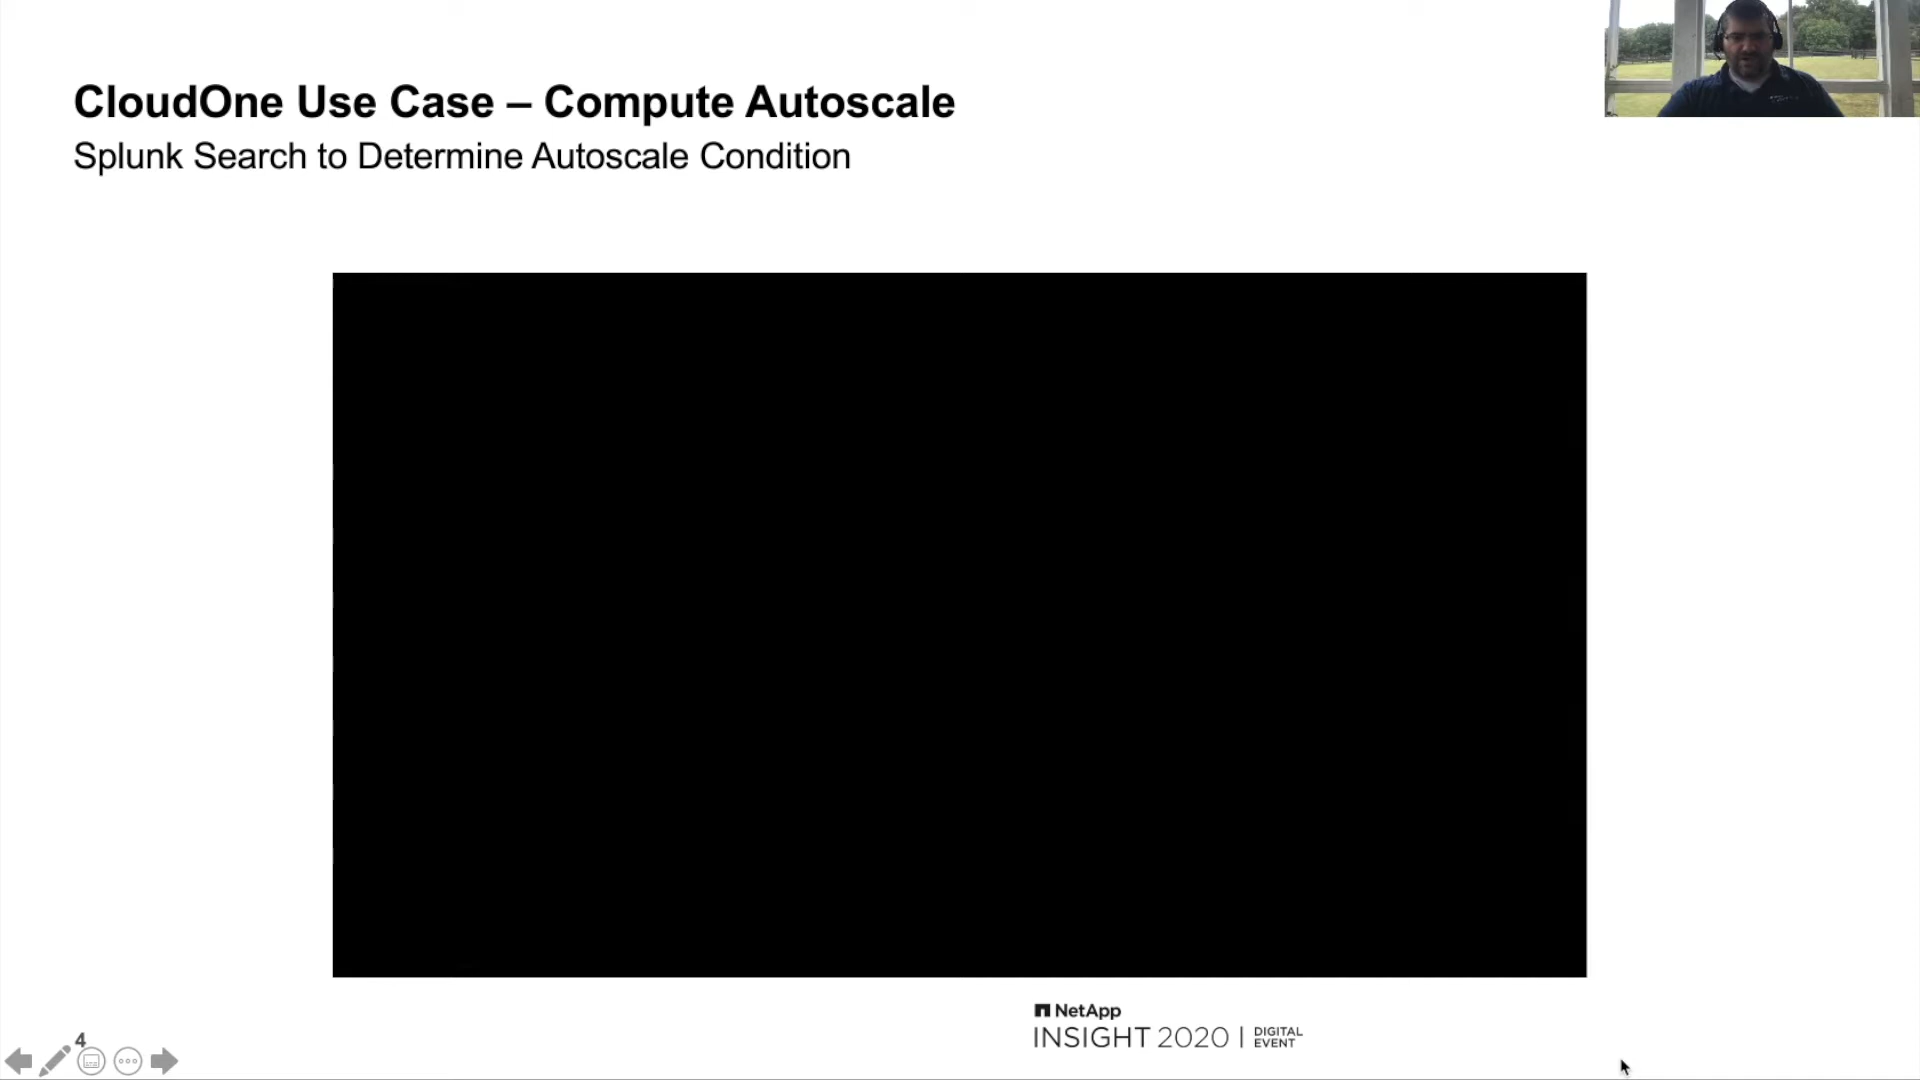 CloudOne Use Case – Compute Autoscale
Splunk Search to Determine Autoscale Condition
NetApp
INSIGHT 2020 | DIGITAL EVENT
4